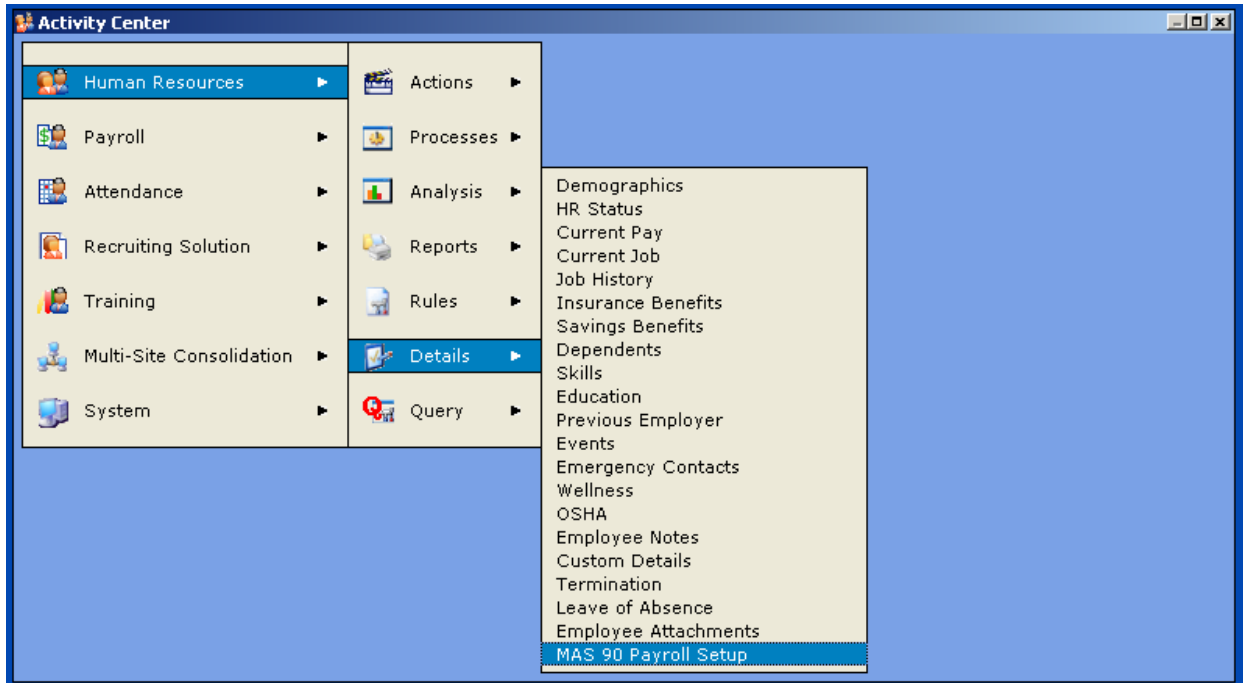 Activity Center
Human Resources
Payroll
Attendance
Recruiting Solution
Training
Multi-Site Consolidation
System
Actions
Processes
Analysis
Reports
Rules
Details
Query
Demographics
HR Status
Current Pay
Current Job
Job History
Insurance Benefits
Savings Benefits
Dependents
Skills
Education
Previous Employer
Events
Emergency Contacts
Wellness
OSHA
Employee Notes
Custom Details
Termination
Leave of Absence
Employee Attachments
MAS 90 Payroll Setup